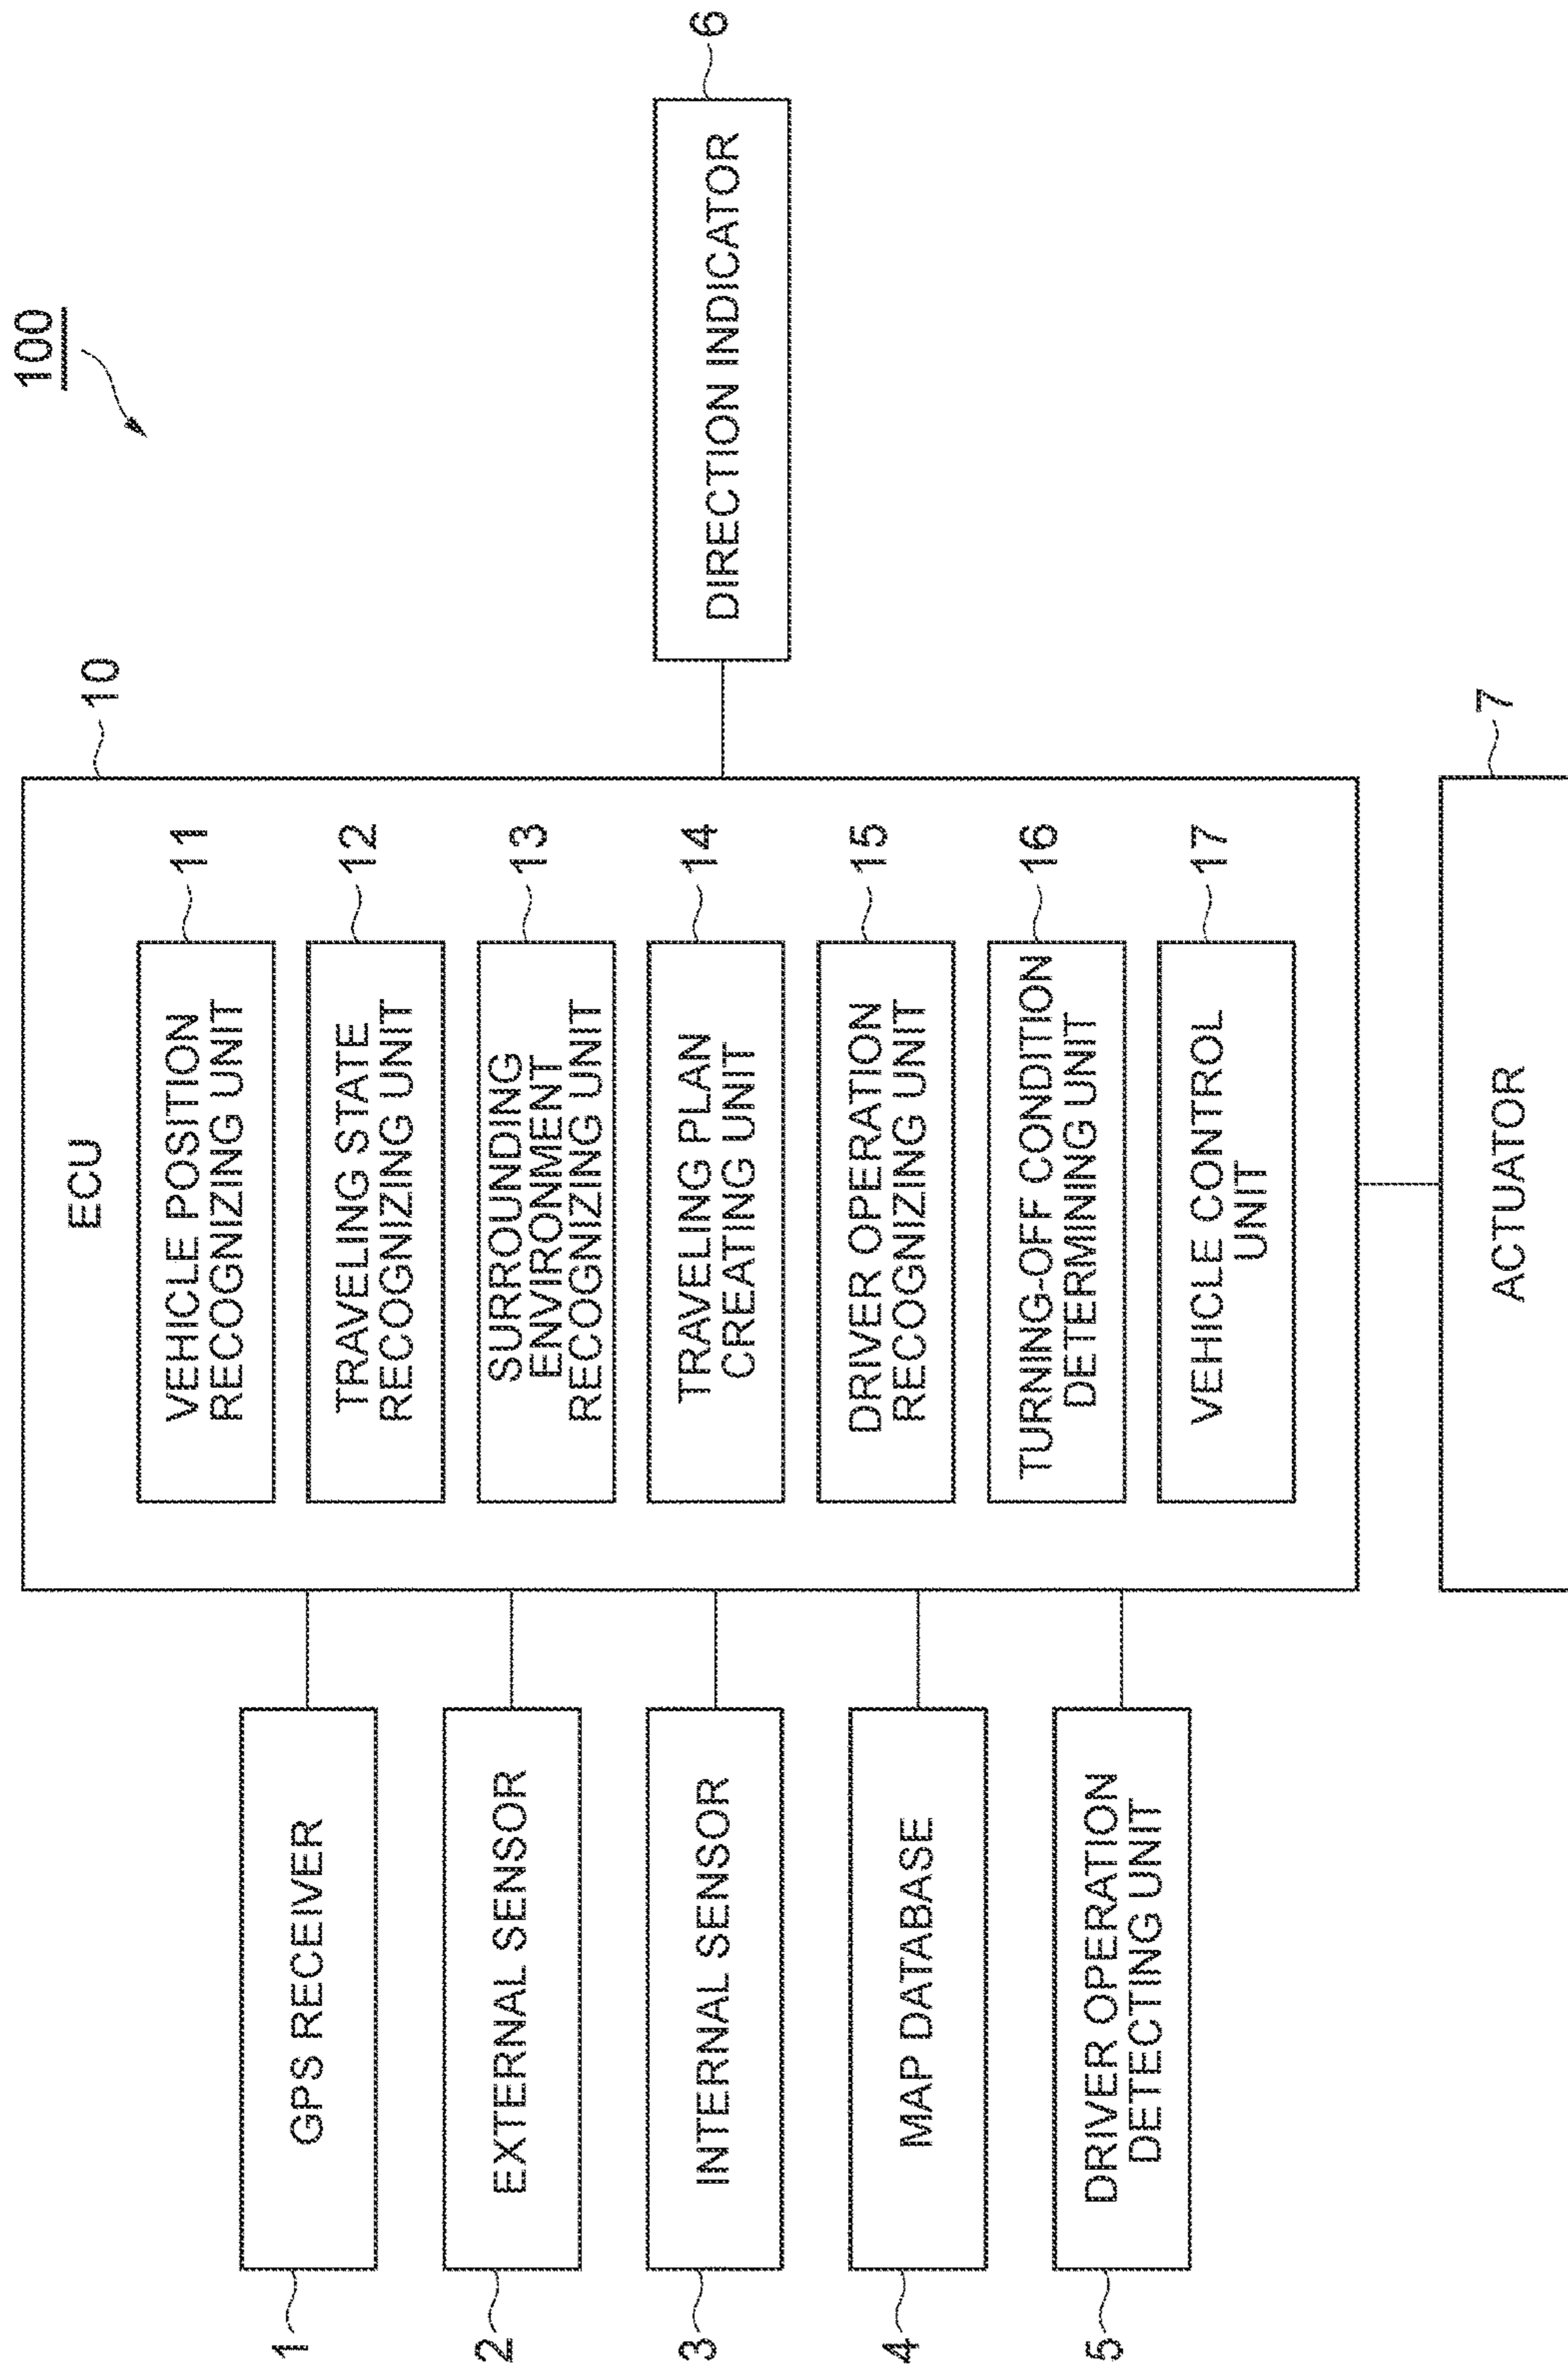 100
10
ECU
1
GPS RECEIVER
2
EXTERNAL SENSOR
3
INTERNAL SENSOR
4
MAP DATABASE
5
DRIVER OPERATION
DETECTING UNIT
VEHICLE POSITION
RECOGNIZING UNIT
11
TRAVELING STATE
RECOGNIZING UNIT
12
SURROUNDING
ENVIRONMENT
RECOGNIZING UNIT
13
TRAVELING PLAN
CREATING UNIT
14
DRIVER OPERATION
RECOGNIZING UNIT
15
TURNING-OFF CONDITION
DETERMINING UNIT
16
VEHICLE CONTROL
UNIT
17
DIRECTION INDICATOR
6
ACTUATOR
7